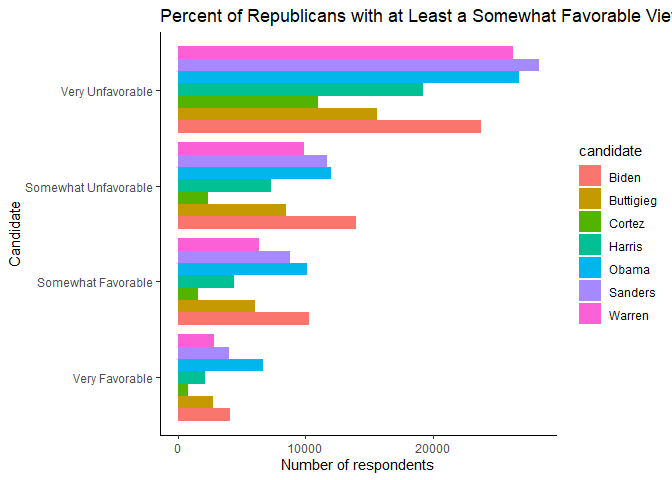 Percent of Republicans with at Least a Somewhat Favorable Vie
Very Unfavorable
Somewhat Unfavorable
Somewhat Favorable
Very Favorable
Candidate
0
10000
20000
Number of respondents
candidate
Biden
Buttigieg
Cortez
Harris
Obama
Sanders
Warren